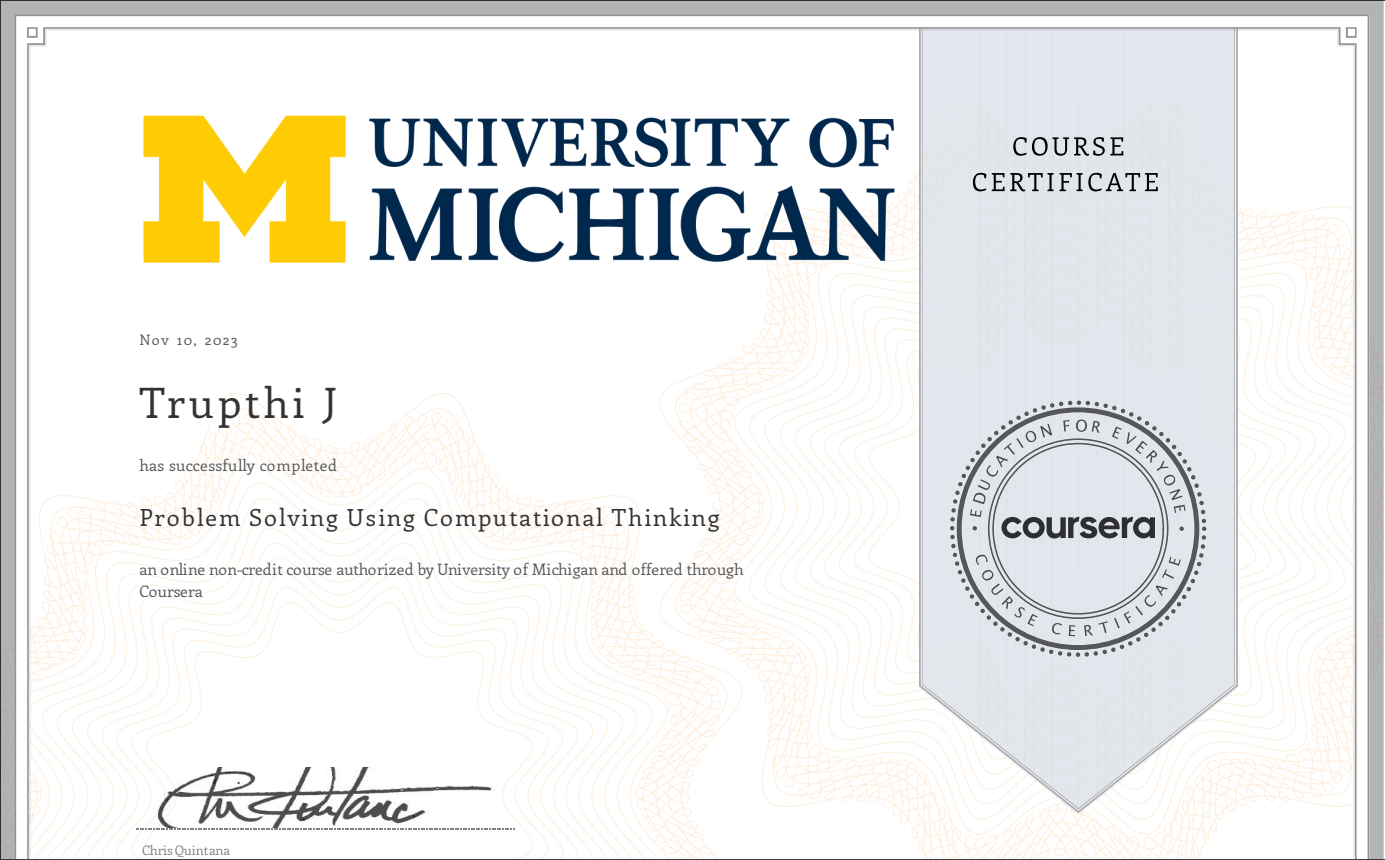 UNIVERSITY OF
MICHIGAN
COURSE
CERTIFICATE
Nov 10, 2023
Trupthi J
has successfully completed
Problem Solving Using Computational Thinking
an online non-credit course authorized by University of Michigan and offered through
Coursera
EDUCATION FOR EVERYONE
coursera
COURSE CERTIFICATE
Chris Quintana